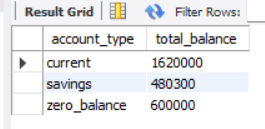 Result Grid Filter Rows:
account_type total_balance
current 1620000
savings 480300
zero_balance 600000